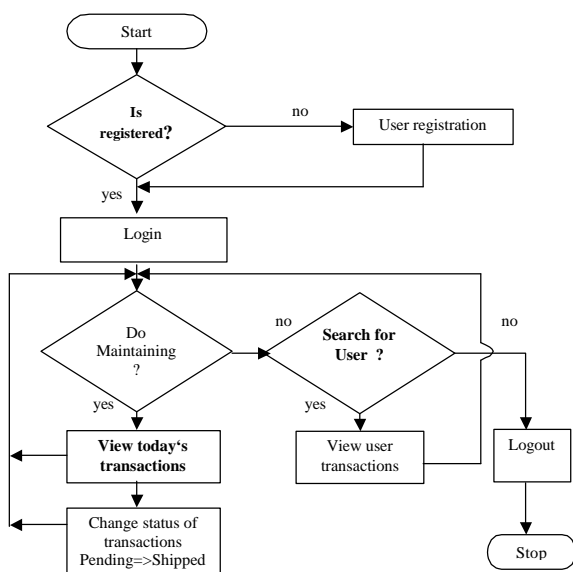 Start
Is
registered?
no
User registration
yes
Login
Do
Maintaining
?
no
Search for
User ?
no
yes
yes
View today‘s
transactions
View user
transactions
Logout
Change status of
transactions
Pending=>Shipped
Stop